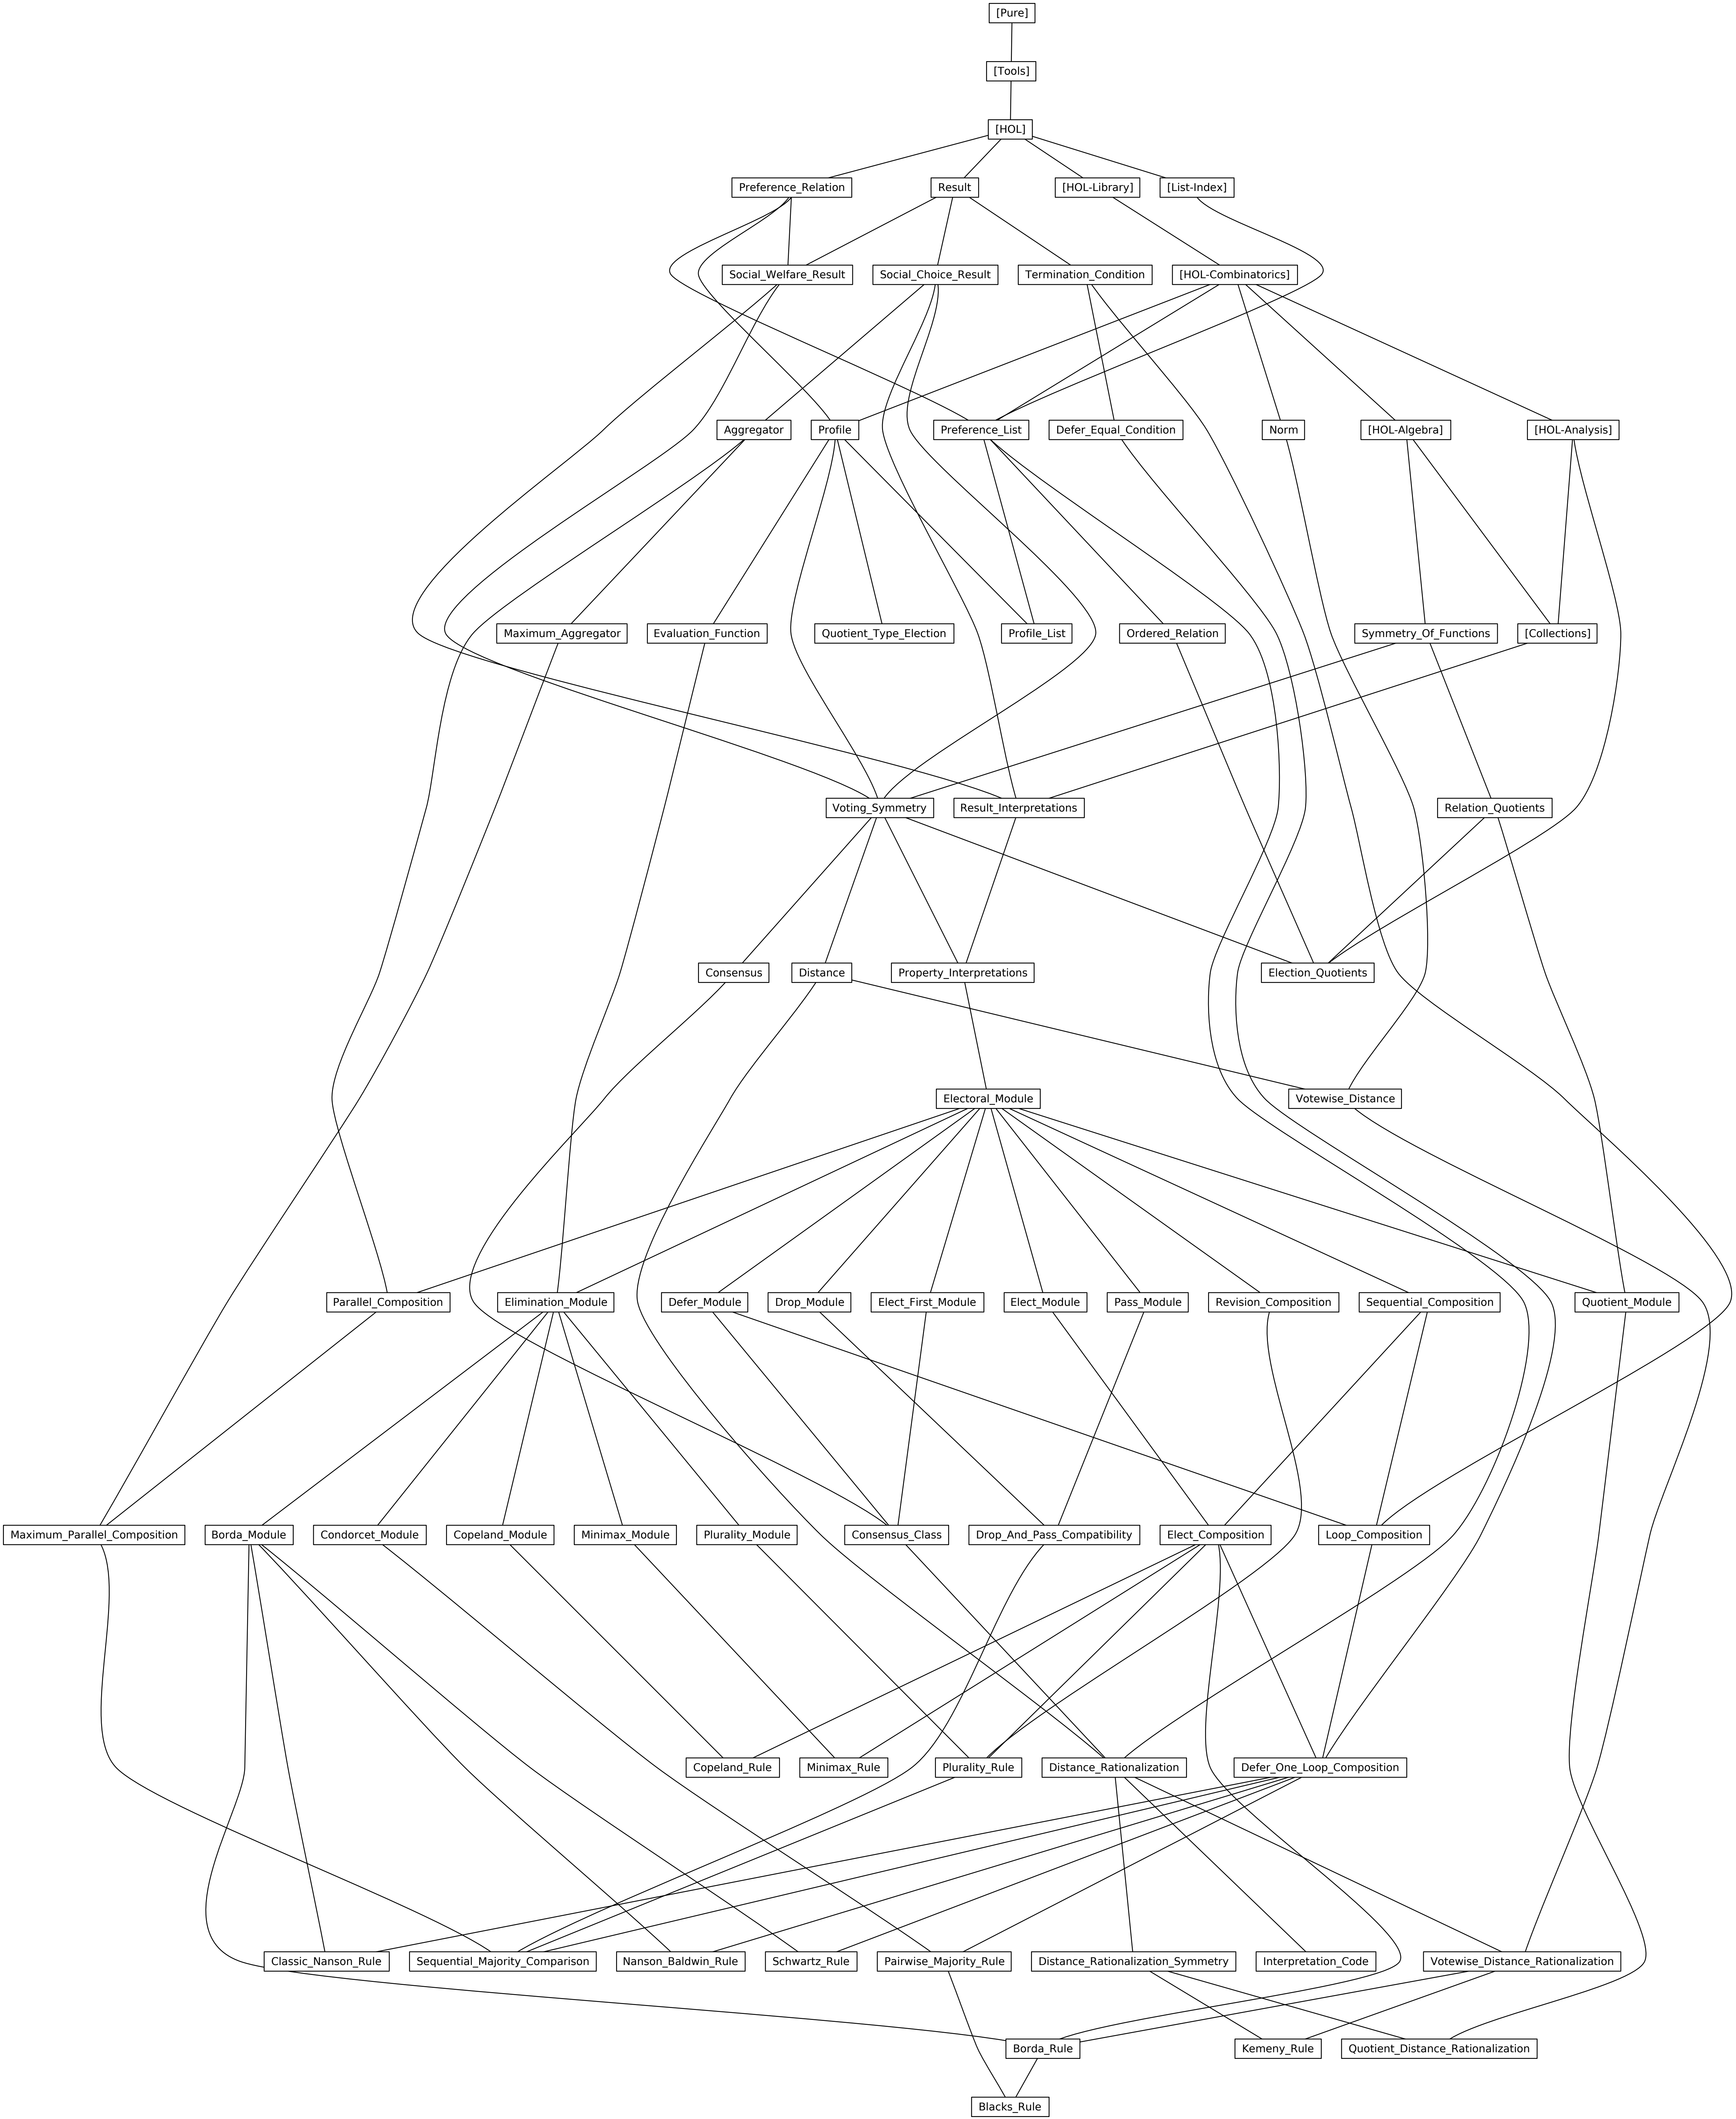 [Pure]
[Tools]
[HOL]
Preference_Relation
Result
[HOL-Library]
[List-Index]
Social_Welfare_Result
Social_Choice_Result
Termination_Condition
[HOL-Combinatorics]
Aggregator
Profile
Preference_List
Defer_Equal_Condition
Norm
[HOL-Algebra]
[HOL-Analysis]
Maximum_Aggregator
Evaluation_Function
Quotient_Type_Election
Profile_List
Ordered_Relation
Symmetry_Of_Functions
[Collections]
Voting_Symmetry
Result_Interpretations
Relation_Quotients
Consensus
Distance
Property_Interpretations
Election_Quotients
Electoral_Module
Votewise_Distance
Parallel_Composition
Elimination_Module
Defer_Module
Drop_Module
Elect_First_Module
Elect_Module
Pass_Module
Revision_Composition
Sequential_Composition
Quotient_Module
Maximum_Parallel_Composition
Borda_Module
Condorcet_Module
Copeland_Module
Minimax_Module
Plurality_Module
Consensus_Class
Drop_And_Pass_Compatibility
Elect_Composition
Loop_Composition
Copeland_Rule
Minimax_Rule
Plurality_Rule
Distance_Rationalization
Defer_One_Loop_Composition
Classic_Nanson_Rule
Sequential_Majority_Comparison
Nanson_Baldwin_Rule
Schwartz_Rule
Pairwise_Majority_Rule
Distance_Rationalization_Symmetry
Interpretation_Code
Votewise_Distance_Rationalization
Borda_Rule
Kemeny_Rule
Quotient_Distance_Rationalization
Blacks_Rule